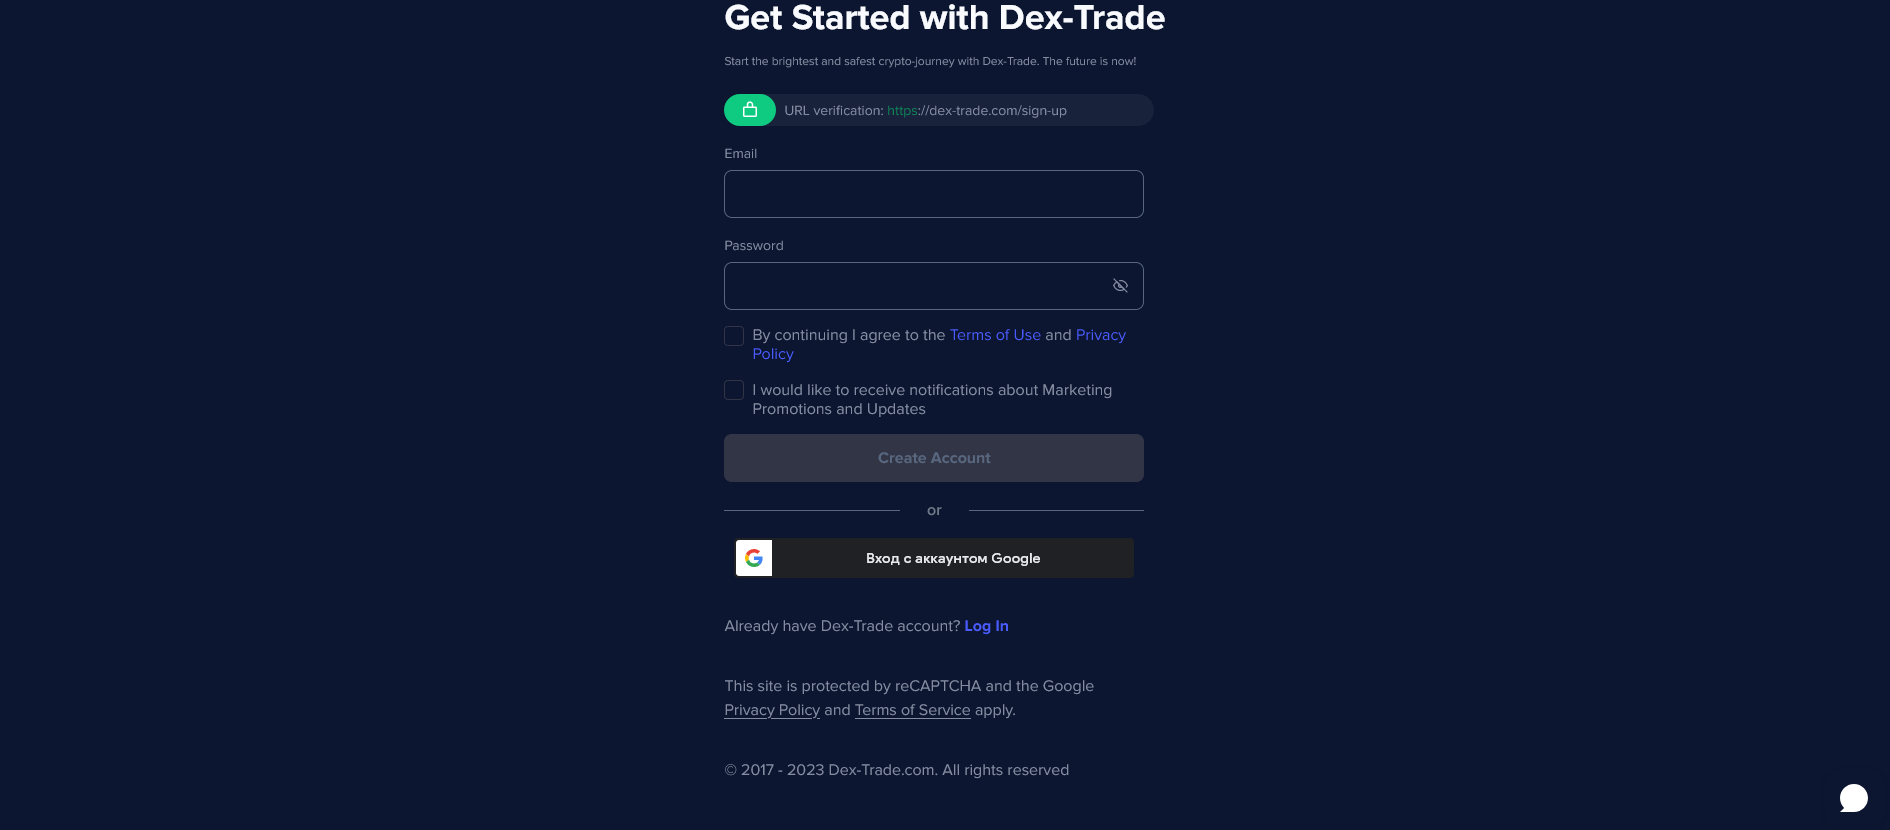 Get Started with Dex-Trade
Start the brightest and safest crypto-journey with Dex-Trade. The future is now!
URL verification: https://dex-trade.com/sign-up
Email
Password
By continuing I agree to the Terms of Use and Privacy
Policy
I would like to receive notifications about Marketing
Promotions and Updates
Create Account
or
Вход с аккаунтом Google
Already have Dex-Trade account? Log In
This site is protected by reCAPTCHA and the Google
Privacy Policy and Terms of Service apply.
© 2017 - 2023 Dex-Trade.com. All rights reserved